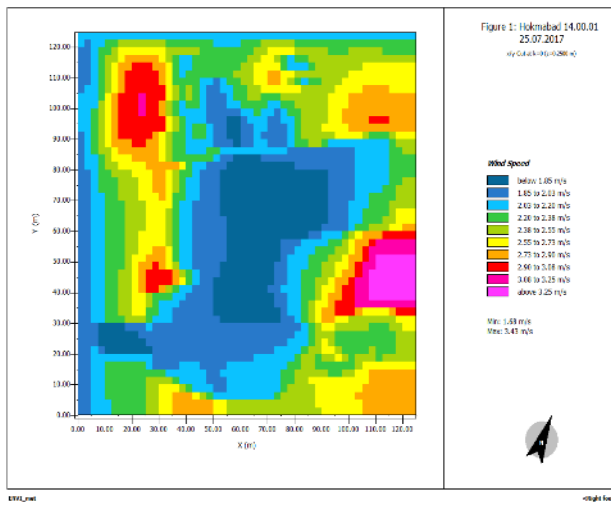 Figure 1: Hokmabad 14.00.01
25.07.2017
Wind Speed
below 1.85 m/s
1.85 to 2.03 m/s
2.03 to 2.20 m/s
2.20 to 2.38 m/s
2.38 to 2.55 m/s
2.55 to 2.73 m/s
2.73 to 2.90 m/s
2.90 to 3.08 m/s
to 3.25 m/s
above 3.25 m/s
Min: 1.68 m/s
Max: 3.43 m/s
120.00
110.00
100.00
90.00
80.00
70.00
60.00
50.00
40.00
30.00
20.00
10.00
0.00
Y (m)
0.00 10.00 20.00 30.00 40.00 50.00 60.00 70.00 80.00 90.00 100.00 110.00 120.00
X (m)
N